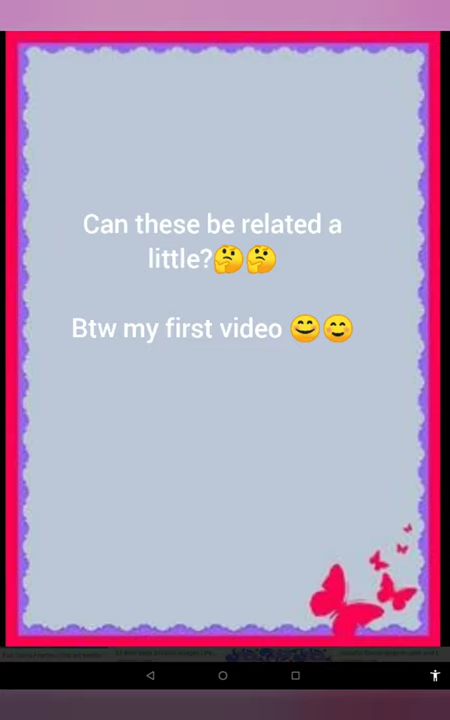 Can these be related a
little?🤔🤔
Btw my first video 😊😊